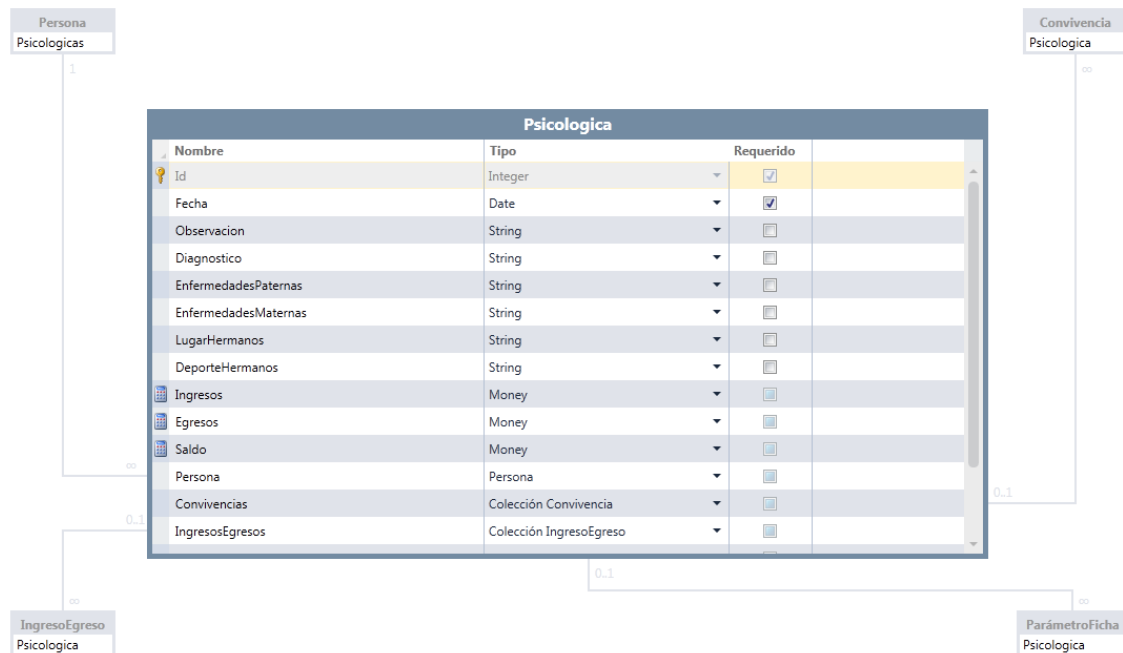 Persona
Psicologicas
Convivencia
Psicologica
1
∞
Psicologica
Nombre Tipo Requerido
Id Integer
Fecha Date
Observacion String
Diagnostico String
EnfermedadesPaternas String
EnfermedadesMaternas String
LugarHermanos String
DeporteHermanos String
Ingresos Money
Egresos Money
Saldo Money
Persona Persona
Convivencias Colección Convivencia
IngresosEgresos Colección IngresoEgreso
∞
0..1
0..1
0..1
∞
∞
IngresoEgreso
Psicologica
ParámetroFicha
Psicologica